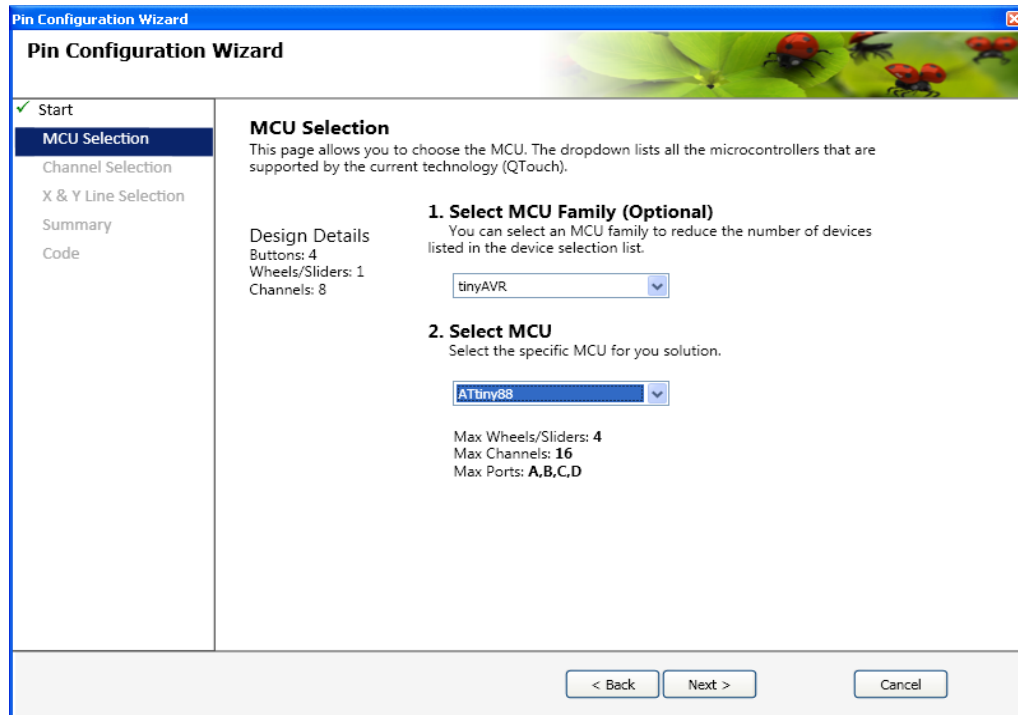 Pin Configuration Wizard
Pin Configuration Wizard
Start
MCU Selection
Channel Selection
X & Y Line Selection
Summary
Code
MCU Selection
This page allows you to choose the MCU. The dropdown lists all the microcontrollers that are
supported by the current technology (QTouch).
Design Details
Buttons: 4
Wheels/Sliders: 1
Channels: 8
1. Select MCU Family (Optional)
You can select an MCU family to reduce the number of devices
listed in the device selection list.
tinyAVR
2. Select MCU
Select the specific MCU for you solution.
ATtiny88
Max Wheels/Sliders: 4
Max Channels: 16
Max Ports: A,B,C,D
< Back
Next >
Cancel